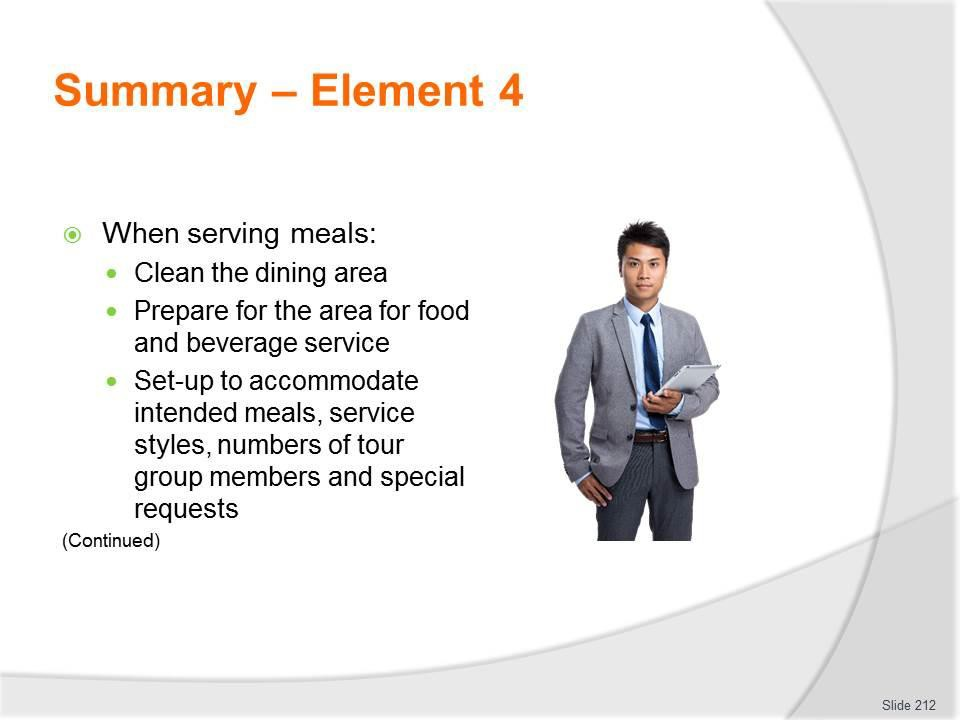 Summary – Element 4
When serving meals:
Clean the dining area
Prepare for the area for food
and beverage service
Set-up to accommodate
intended meals, service
styles, numbers of tour
group members and special
requests
(Continued)
Slide 212